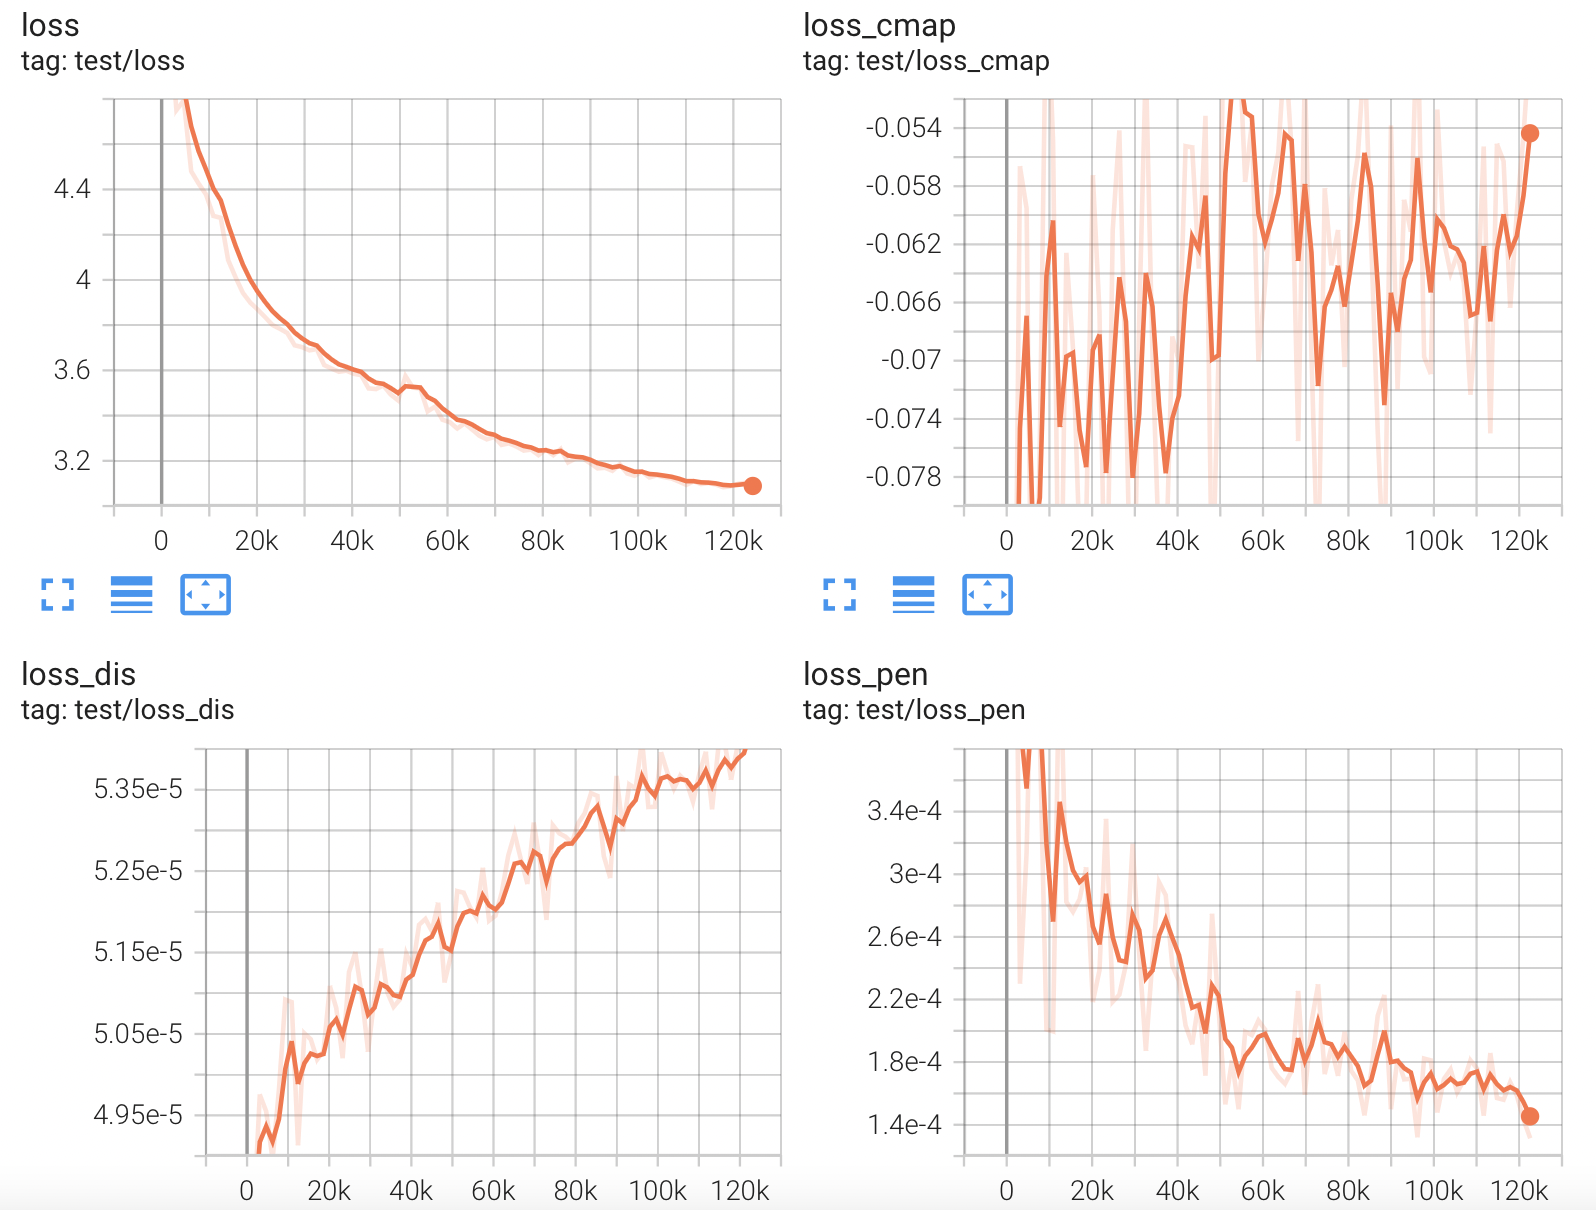 loss
tag: test/loss
4.4
4
3.6
3.2
0 20k 40k 60k 80k 100k 120k
loss_cmap
tag: test/loss_cmap
-0.054
-0.058
-0.062
-0.066
-0.07
-0.074
-0.078
0 20k 40k 60k 80k 100k 120k
loss_dis
tag: test/loss_dis
5.35e-5
5.25e-5
5.15e-5
5.05e-5
4.95e-5
0 20k 40k 60k 80k 100k 120k
loss_pen
tag: test/loss_pen
3.4e-4
3e-4
2.6e-4
2.2e-4
1.8e-4
1.4e-4
0 20k 40k 60k 80k 100k 120k